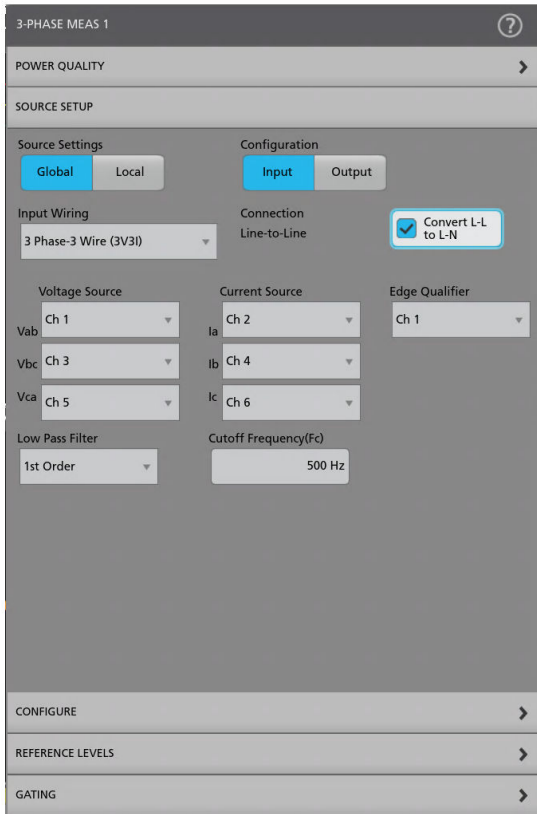 3-PHASE MEAS 1
?
POWER QUALITY
SOURCE SETUP
Source Settings
Configuration
Global Local
Input Output
Input Wiring
Connection
Convert L-L
to L-N
3 Phase-3 Wire (3V3I)
Line-to-Line
Voltage Source
Current Source
Edge Qualifier
Vab Ch 1
Ia Ch 2
Ch 1
Vbc Ch 3
Ib Ch 4
Vca Ch 5
Ic Ch 6
Low Pass Filter
Cutoff Frequency(Fc)
1st Order
500 Hz
CONFIGURE
REFERENCE LEVELS
GATING